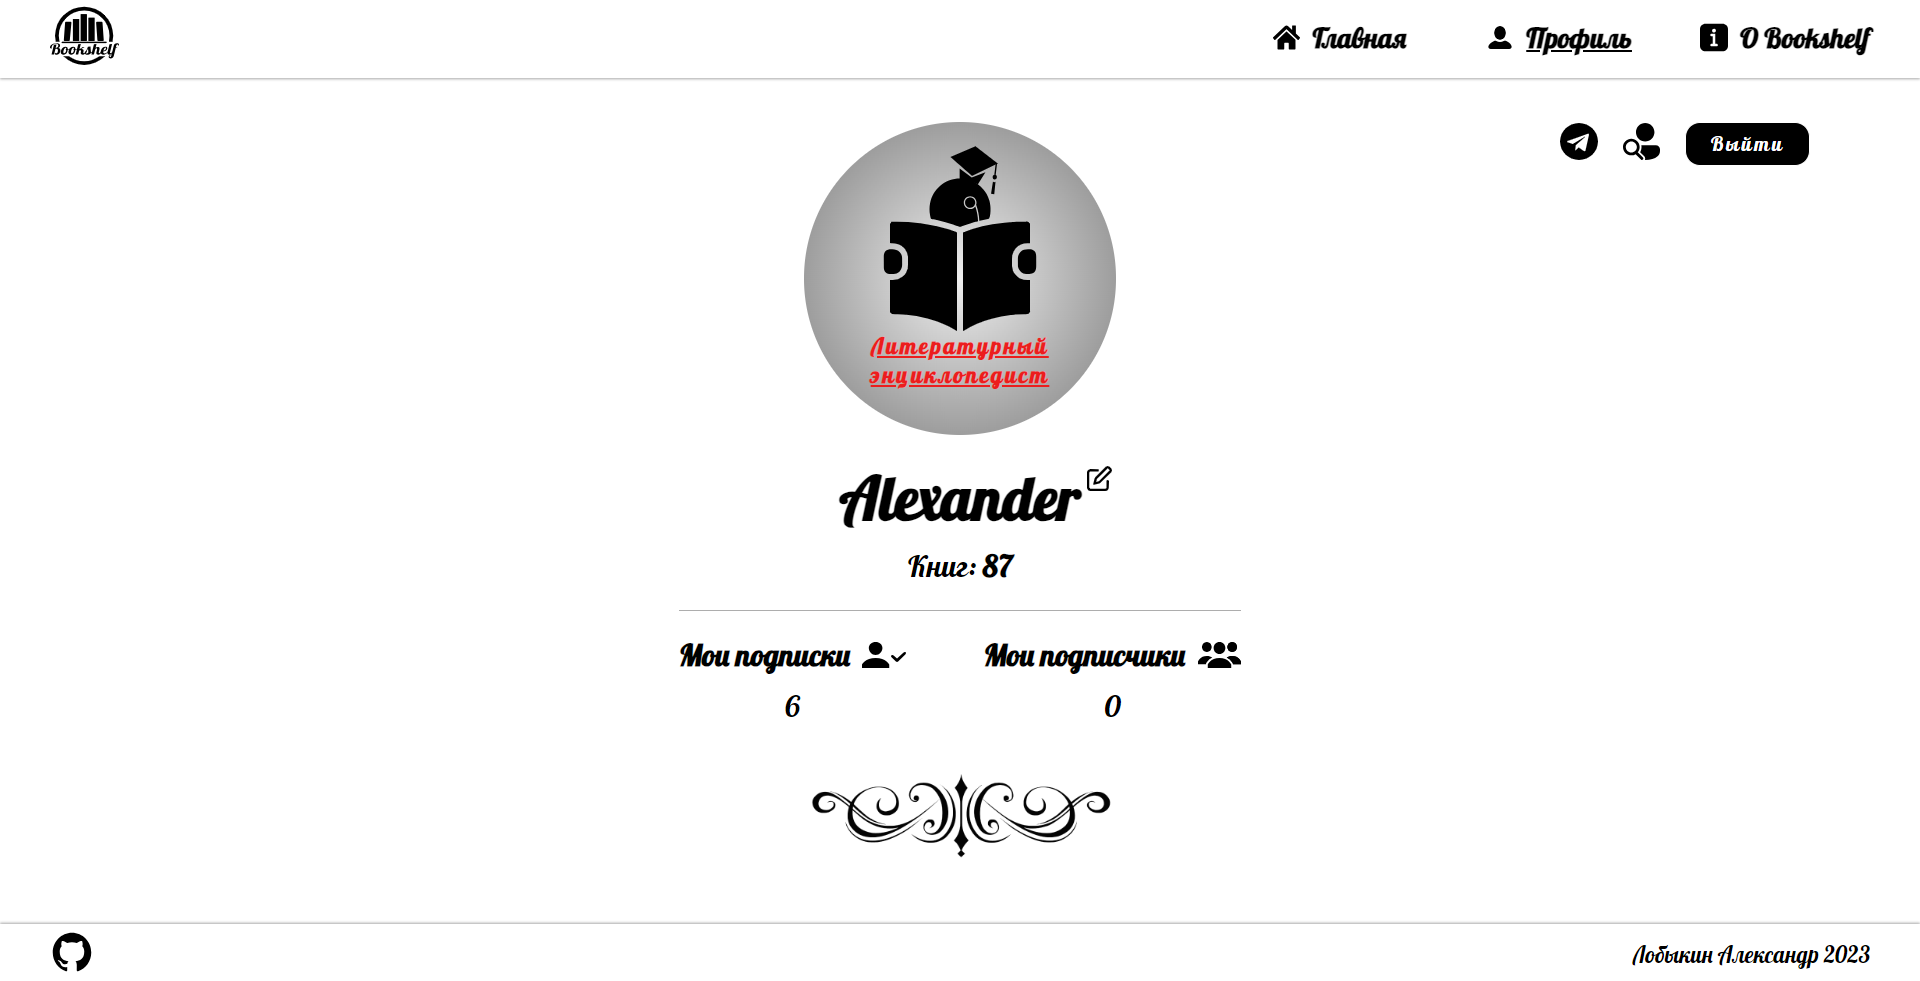 Bookshelf
Главная
Профиль
О Bookshelf
Выйти
Литературный
энциклопедист
Alexander
Книг: 87
Мои подписки
6
Мои подписчики
0
Лобыкин Александр 2023